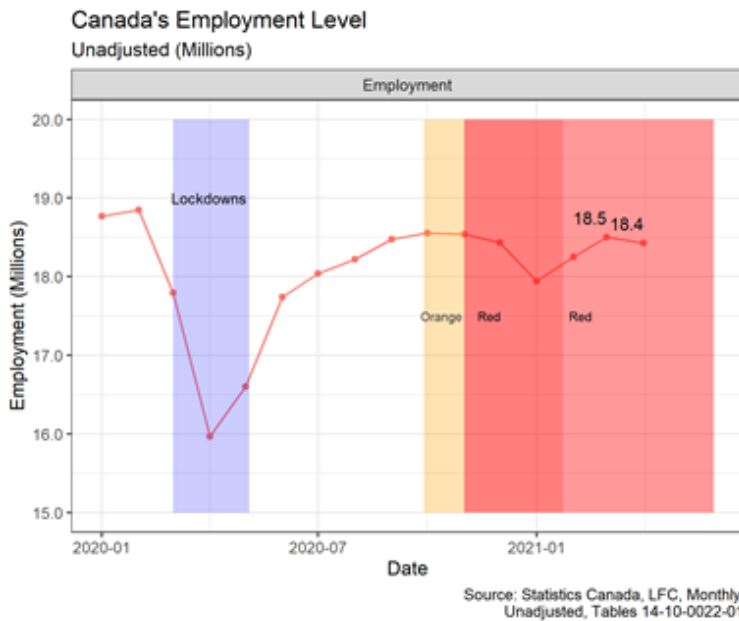 Canada's Employment Level
Unadjusted (Millions)
Employment
20.0
19.0
18.0
17.0
16.0
15.0
Employment (Millions)
Lockdowns
18.5
18.4
Orange
Red
Red
2020-01
2020-07
2021-01
Date
Source: Statistics Canada, LFC, Monthly,
Unadjusted, Tables 14-10-0022-01